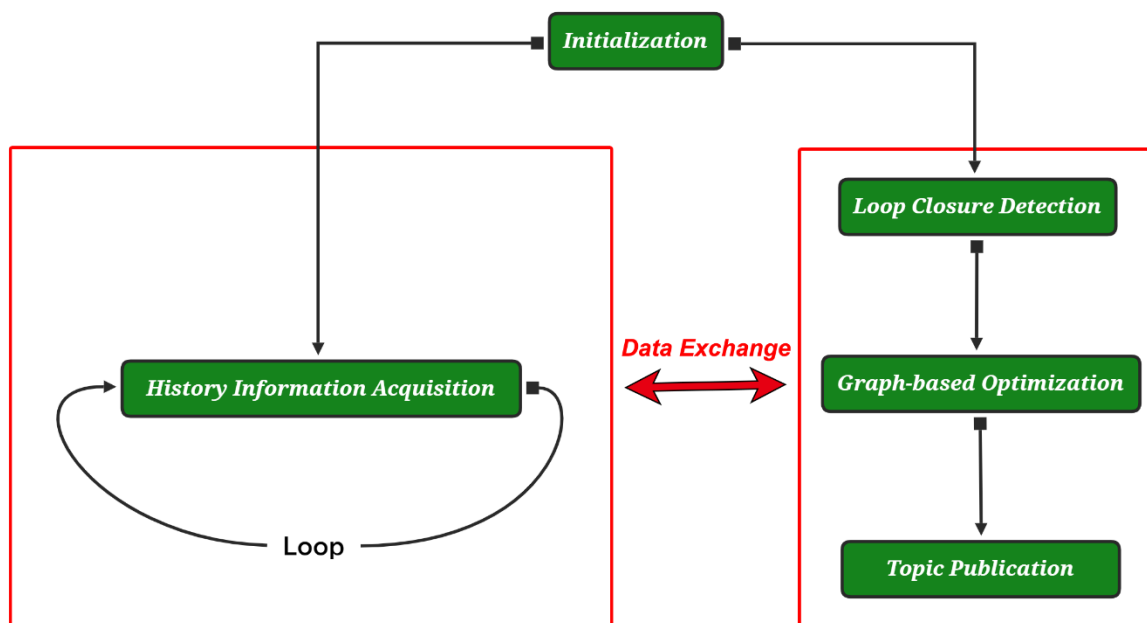 Initialization
Loop Closure Detection
Data Exchange
History Information Acquisition
Graph-based Optimization
Loop
Topic Publication